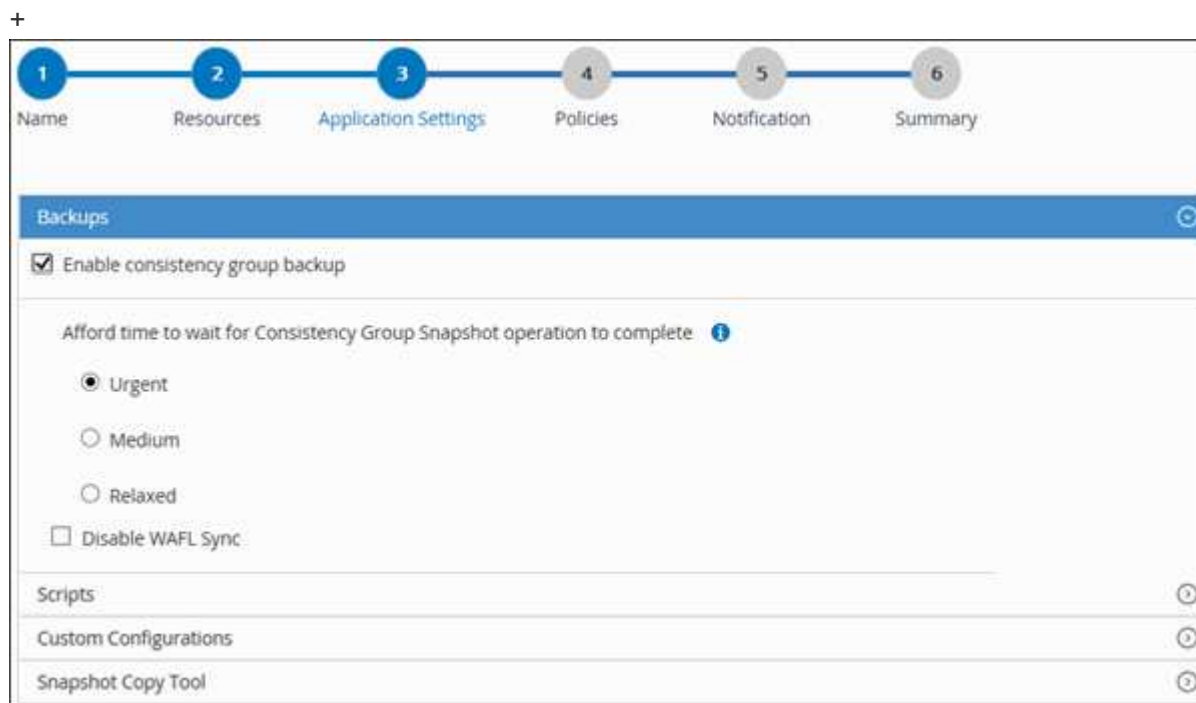 +
1 2 3 4 5 6
Name Resources Application Settings Policies Notification Summary
Backups
Enable consistency group backup
Afford time to wait for Consistency Group Snapshot operation to complete
Urgent
Medium
Relaxed
Disable WAFL Sync
Scripts
Custom Configurations
Snapshot Copy Tool